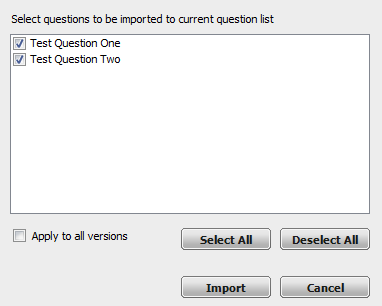 Select questions to be imported to current question list
Test Question One
Test Question Two
Apply to all versions
Select All
Deselect All
Import
Cancel